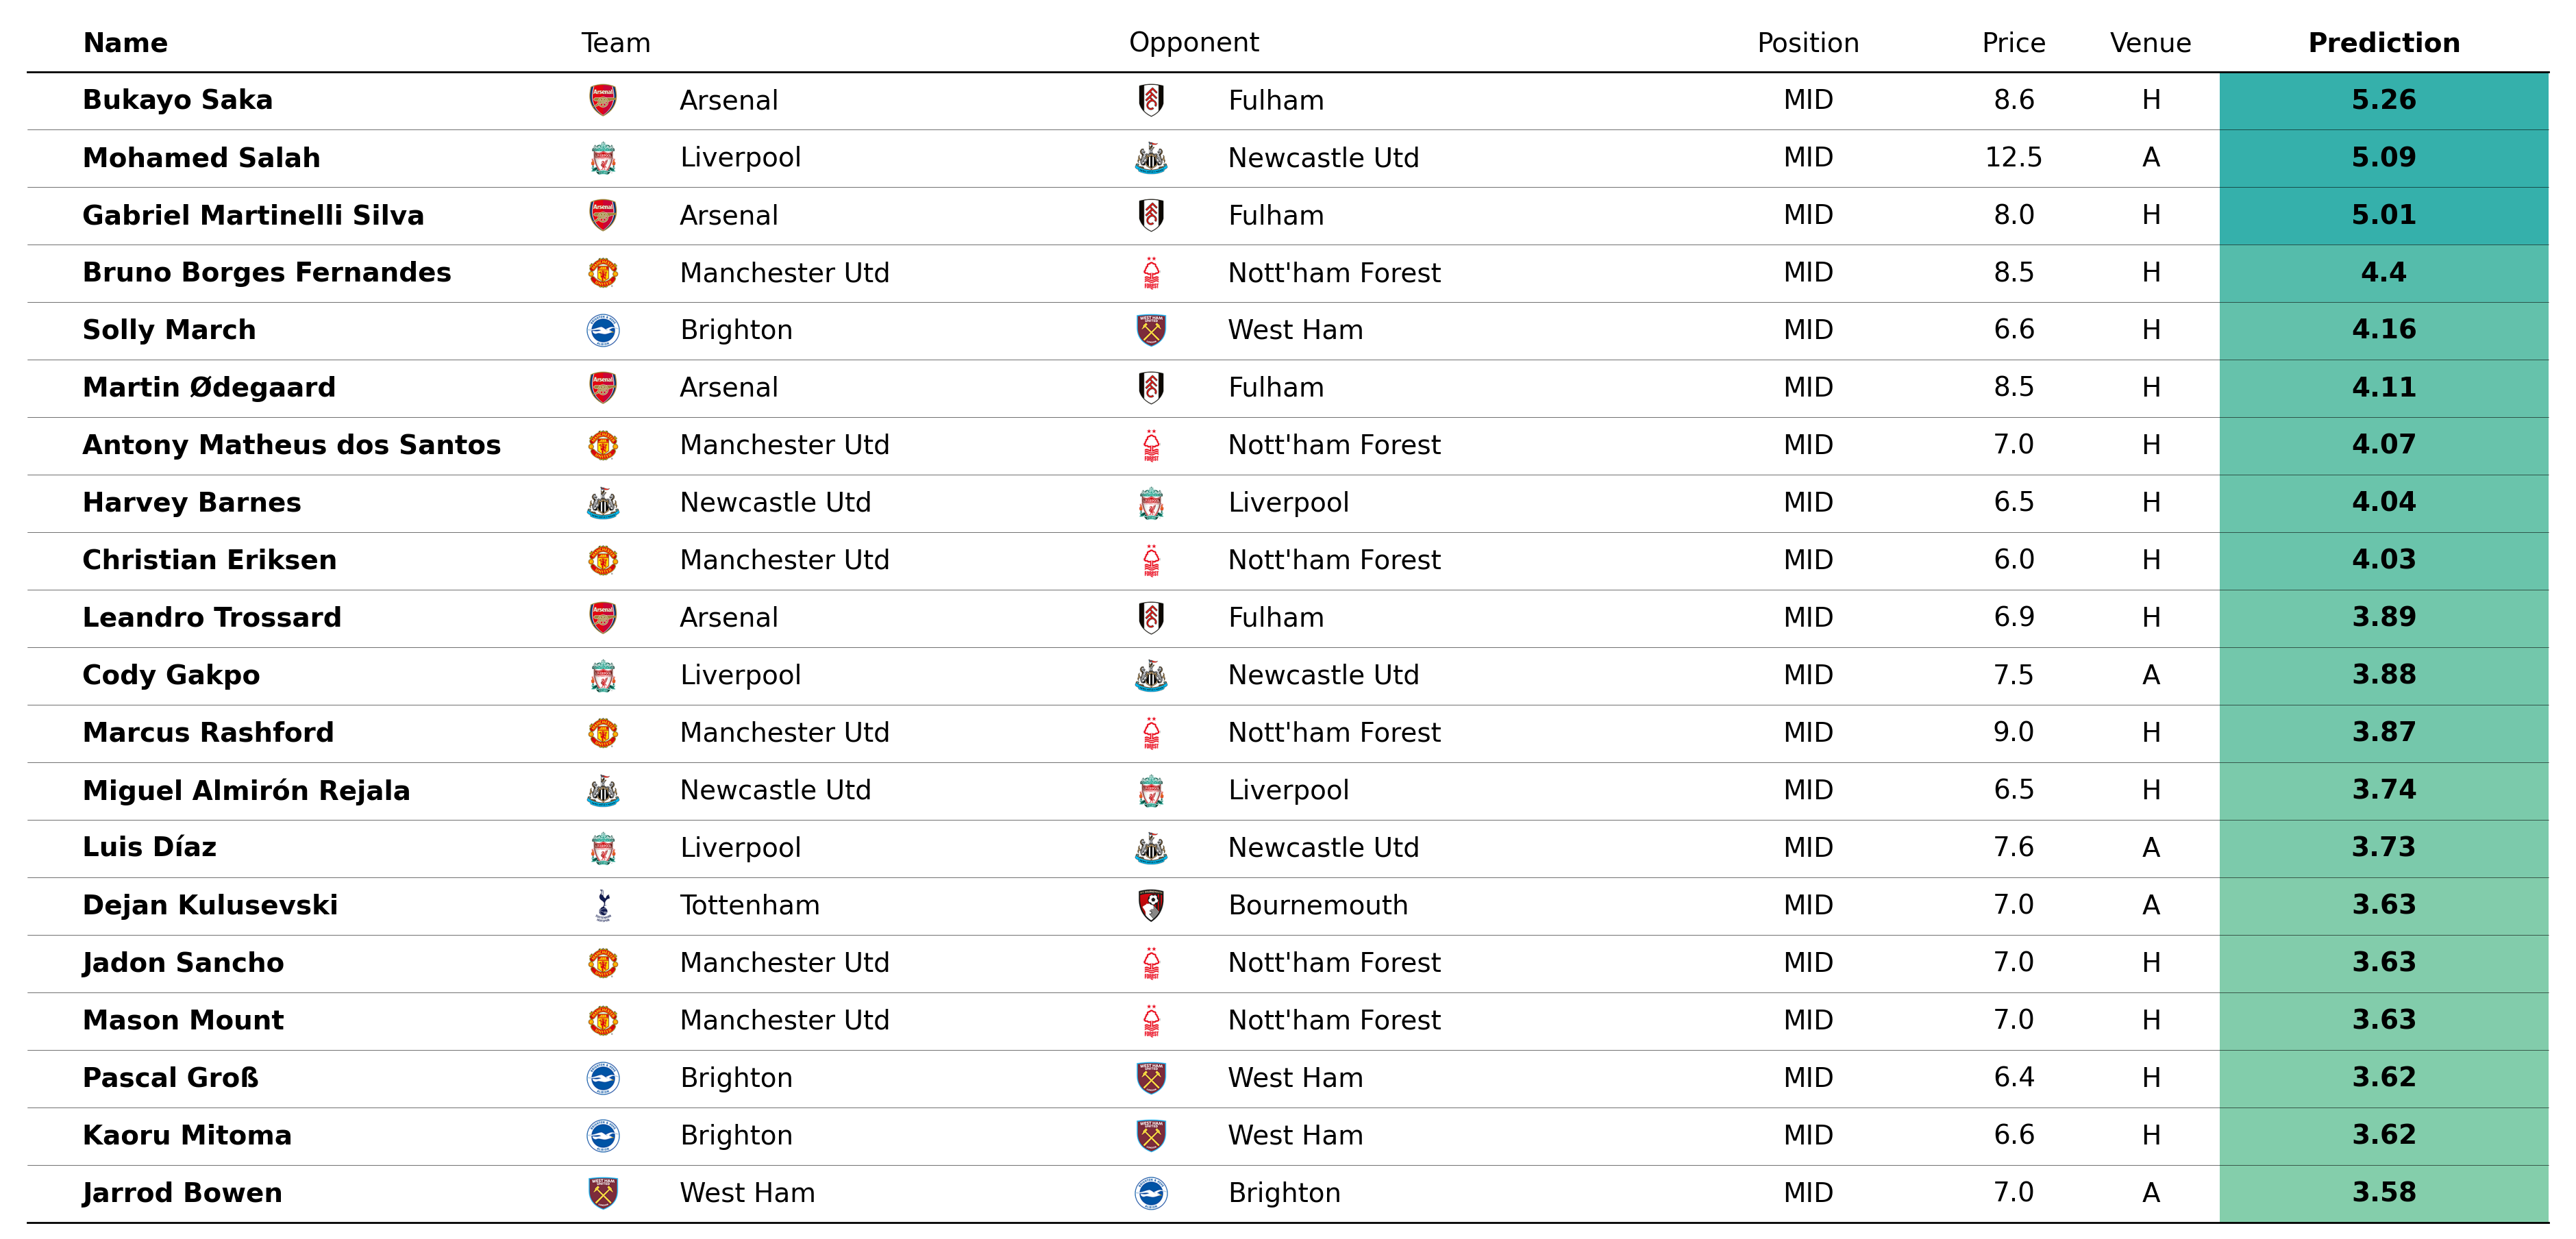 Name Team Opponent Position Price Venue Prediction
Bukayo Saka Arsenal Fulham MID 8.6 H 5.26
Mohamed Salah Liverpool Newcastle Utd MID 12.5 A 5.09
Gabriel Martinelli Silva Arsenal Fulham MID 8.0 H 5.01
Bruno Borges Fernandes Manchester Utd Nott'ham Forest MID 8.5 H 4.4
Solly March Brighton West Ham MID 6.6 H 4.16
Martin Ødegaard Arsenal Fulham MID 8.5 H 4.11
Antony Matheus dos Santos Manchester Utd Nott'ham Forest MID 7.0 H 4.07
Harvey Barnes Newcastle Utd Liverpool MID 6.5 H 4.04
Christian Eriksen Manchester Utd Nott'ham Forest MID 6.0 H 4.03
Leandro Trossard Arsenal Fulham MID 6.9 H 3.89
Cody Gakpo Liverpool Newcastle Utd MID 7.5 A 3.88
Marcus Rashford Manchester Utd Nott'ham Forest MID 9.0 H 3.87
Miguel Almirón Rejala Newcastle Utd Liverpool MID 6.5 H 3.74
Luis Díaz Liverpool Newcastle Utd MID 7.6 A 3.73
Dejan Kulusevski Tottenham Bournemouth MID 7.0 A 3.63
Jadon Sancho Manchester Utd Nott'ham Forest MID 7.0 H 3.63
Mason Mount Manchester Utd Nott'ham Forest MID 7.0 H 3.63
Pascal Groß Brighton West Ham MID 6.4 H 3.62
Kaoru Mitoma Brighton West Ham MID 6.6 H 3.62
Jarrod Bowen West Ham Brighton MID 7.0 A 3.58